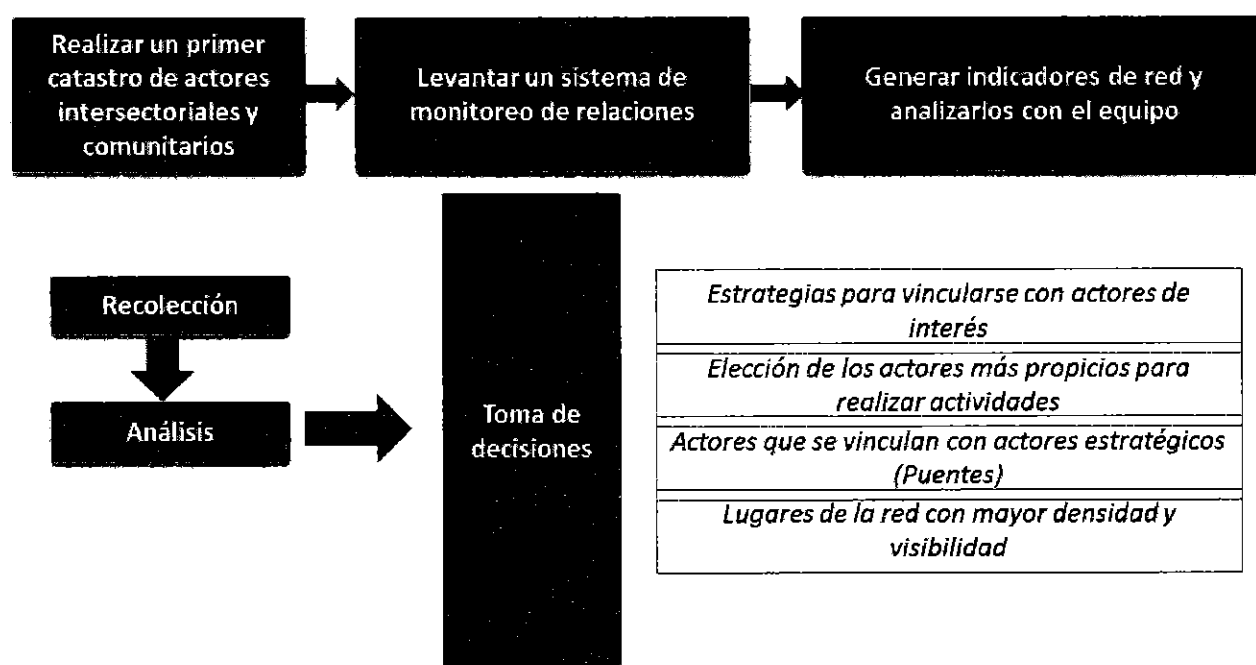 Realizar un primer
catastro de actores
intersectoriales y
comunitarios
Levantar un sistema de
monitoreo de relaciones
Generar indicadores de red y
analizarlos con el equipo
Recolección
Análisis
Toma de
decisiones
Estrategias para vincularse con actores de
interés
Elección de los actores más propicios para
realizar actividades
Actores que se vinculan con actores estratégicos
(Puentes)
Lugares de la red con mayor densidad y
visibilidad